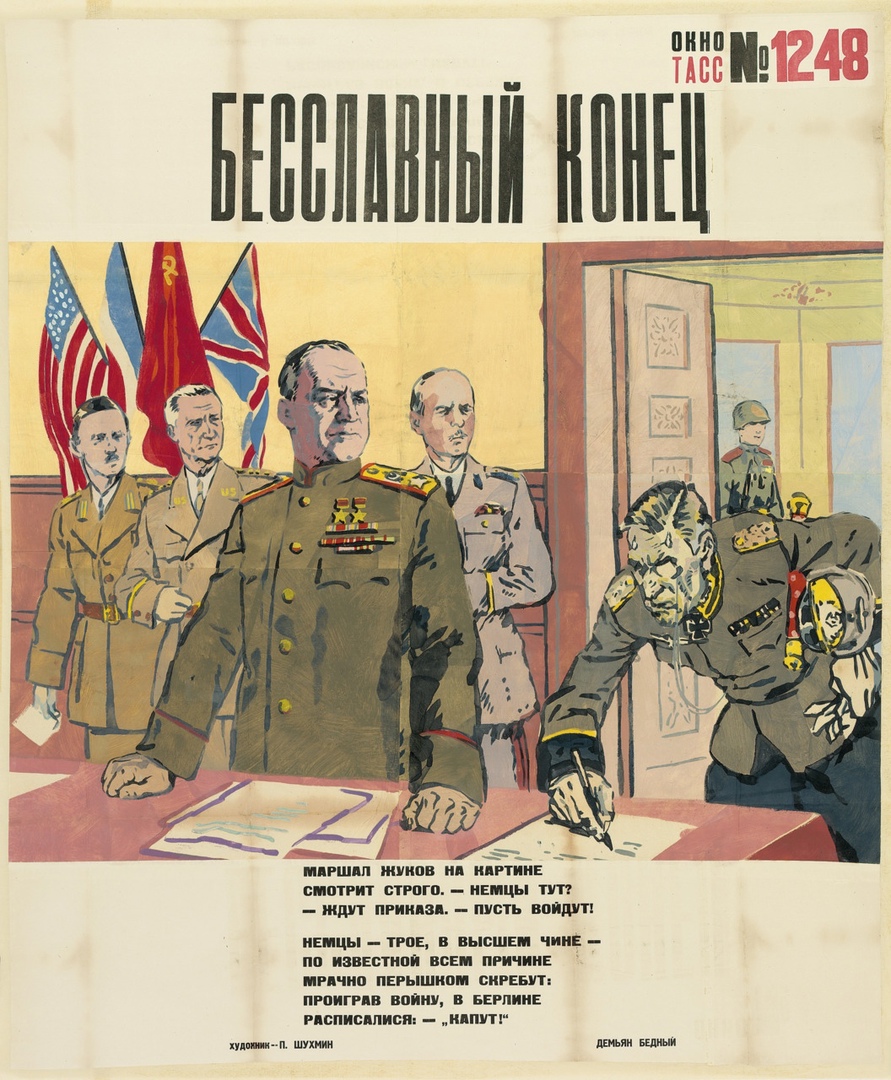 ОКНО
ТАСС
№1248
БЕССЛАВНЫЙ КОНЕЦ
US
МАРШАЛ ЖУКОВ НА КАРТИНЕ
СМОТРИТ СТРОГО. — НЕМЦЫ ТУТ?
— ЖДУТ ПРИКАЗА. — ПУСТЬ ВОЙДУТ!
НЕМЦЫ — ТРОЕ, В ВЫСШЕМ ЧИНЕ —
ПО ИЗВЕСТНОЙ ВСЕМ ПРИЧИНЕ
МРАЧНО ПЕРЫШКОМ СКРЕБУТ:
ПРОИГРАВ ВОЙНУ, В БЕРЛИНЕ
РАСПИСАЛИСЯ: — „КАПУТ!“
ХУДОЖНИК--П. ШУХМИН
ДЕМЬЯН БЕДНЫЙ